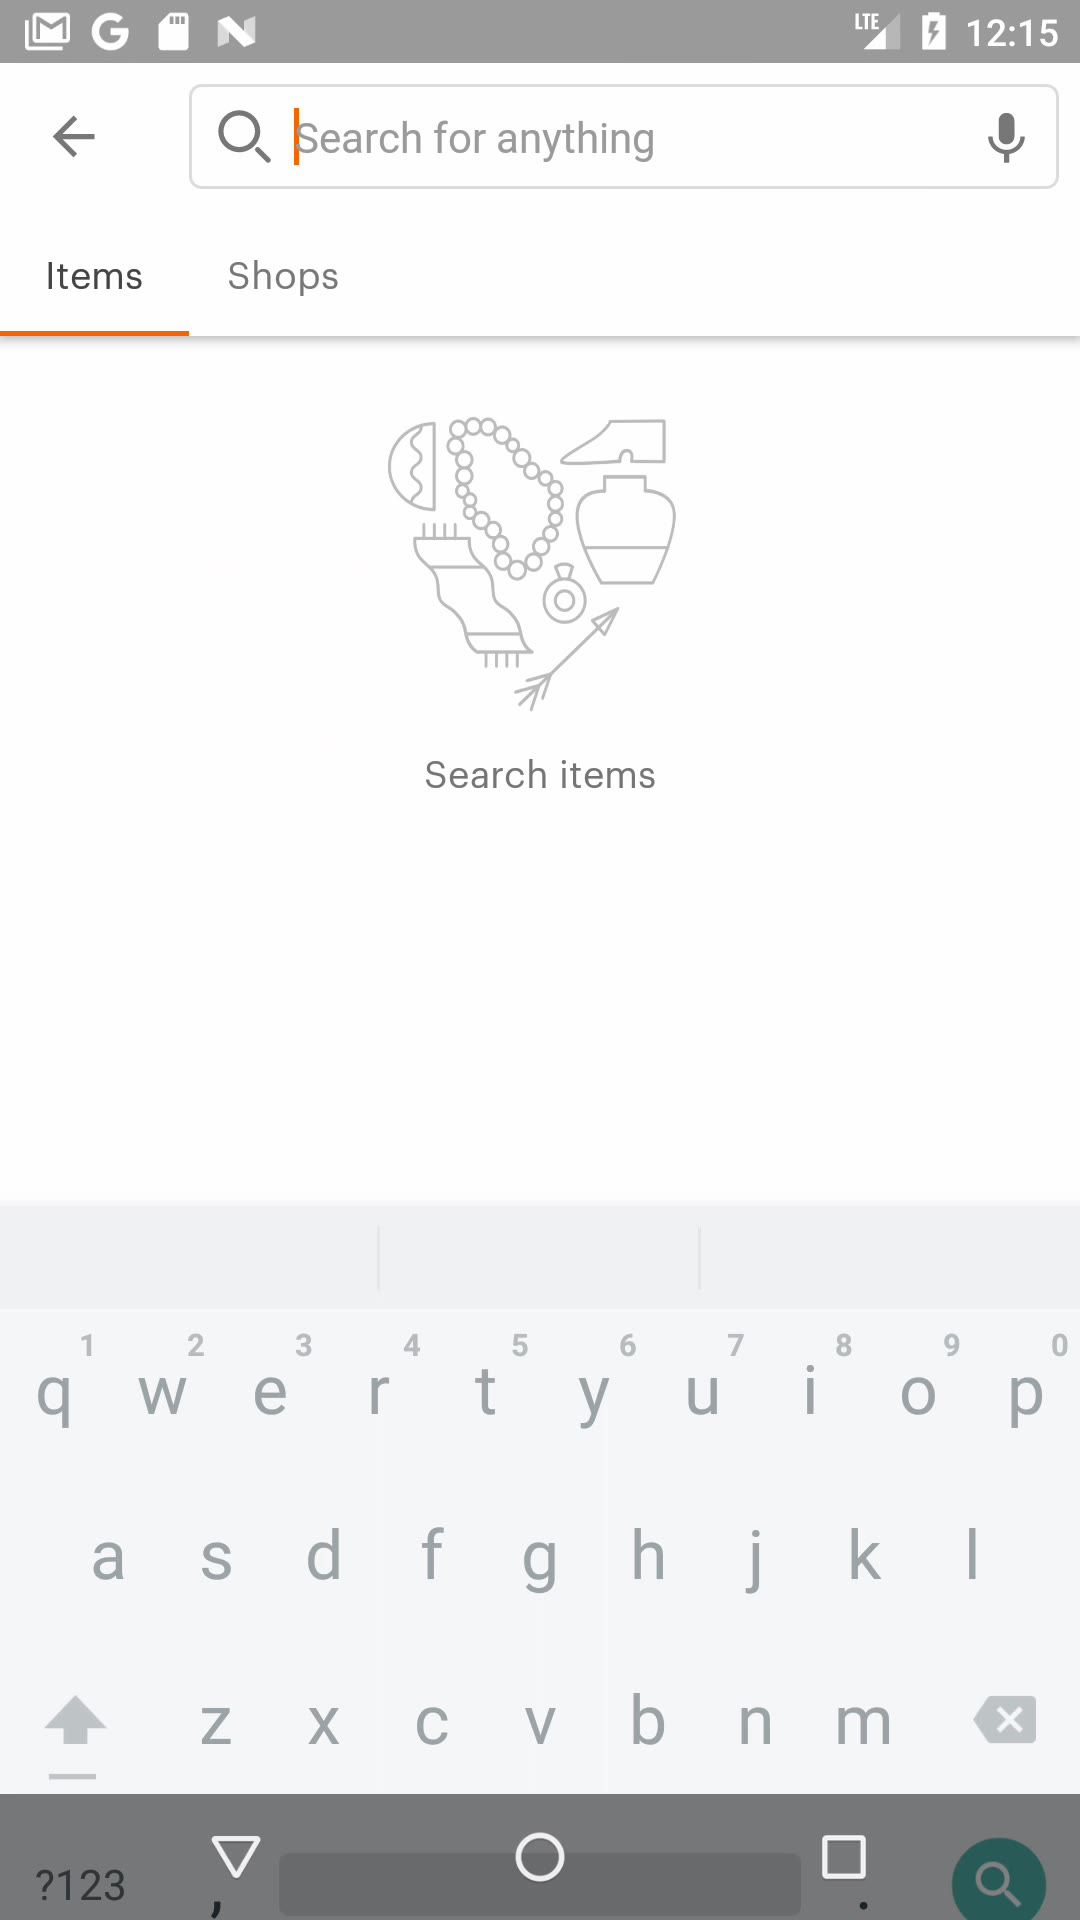 LTE 12:15
Search for anything
Items Shops
Search items
1 2 3 4 5 6 7 8 9 0
q w e r t y u i o p
a s d f g h j k l
z x c v b n m
?123 , .